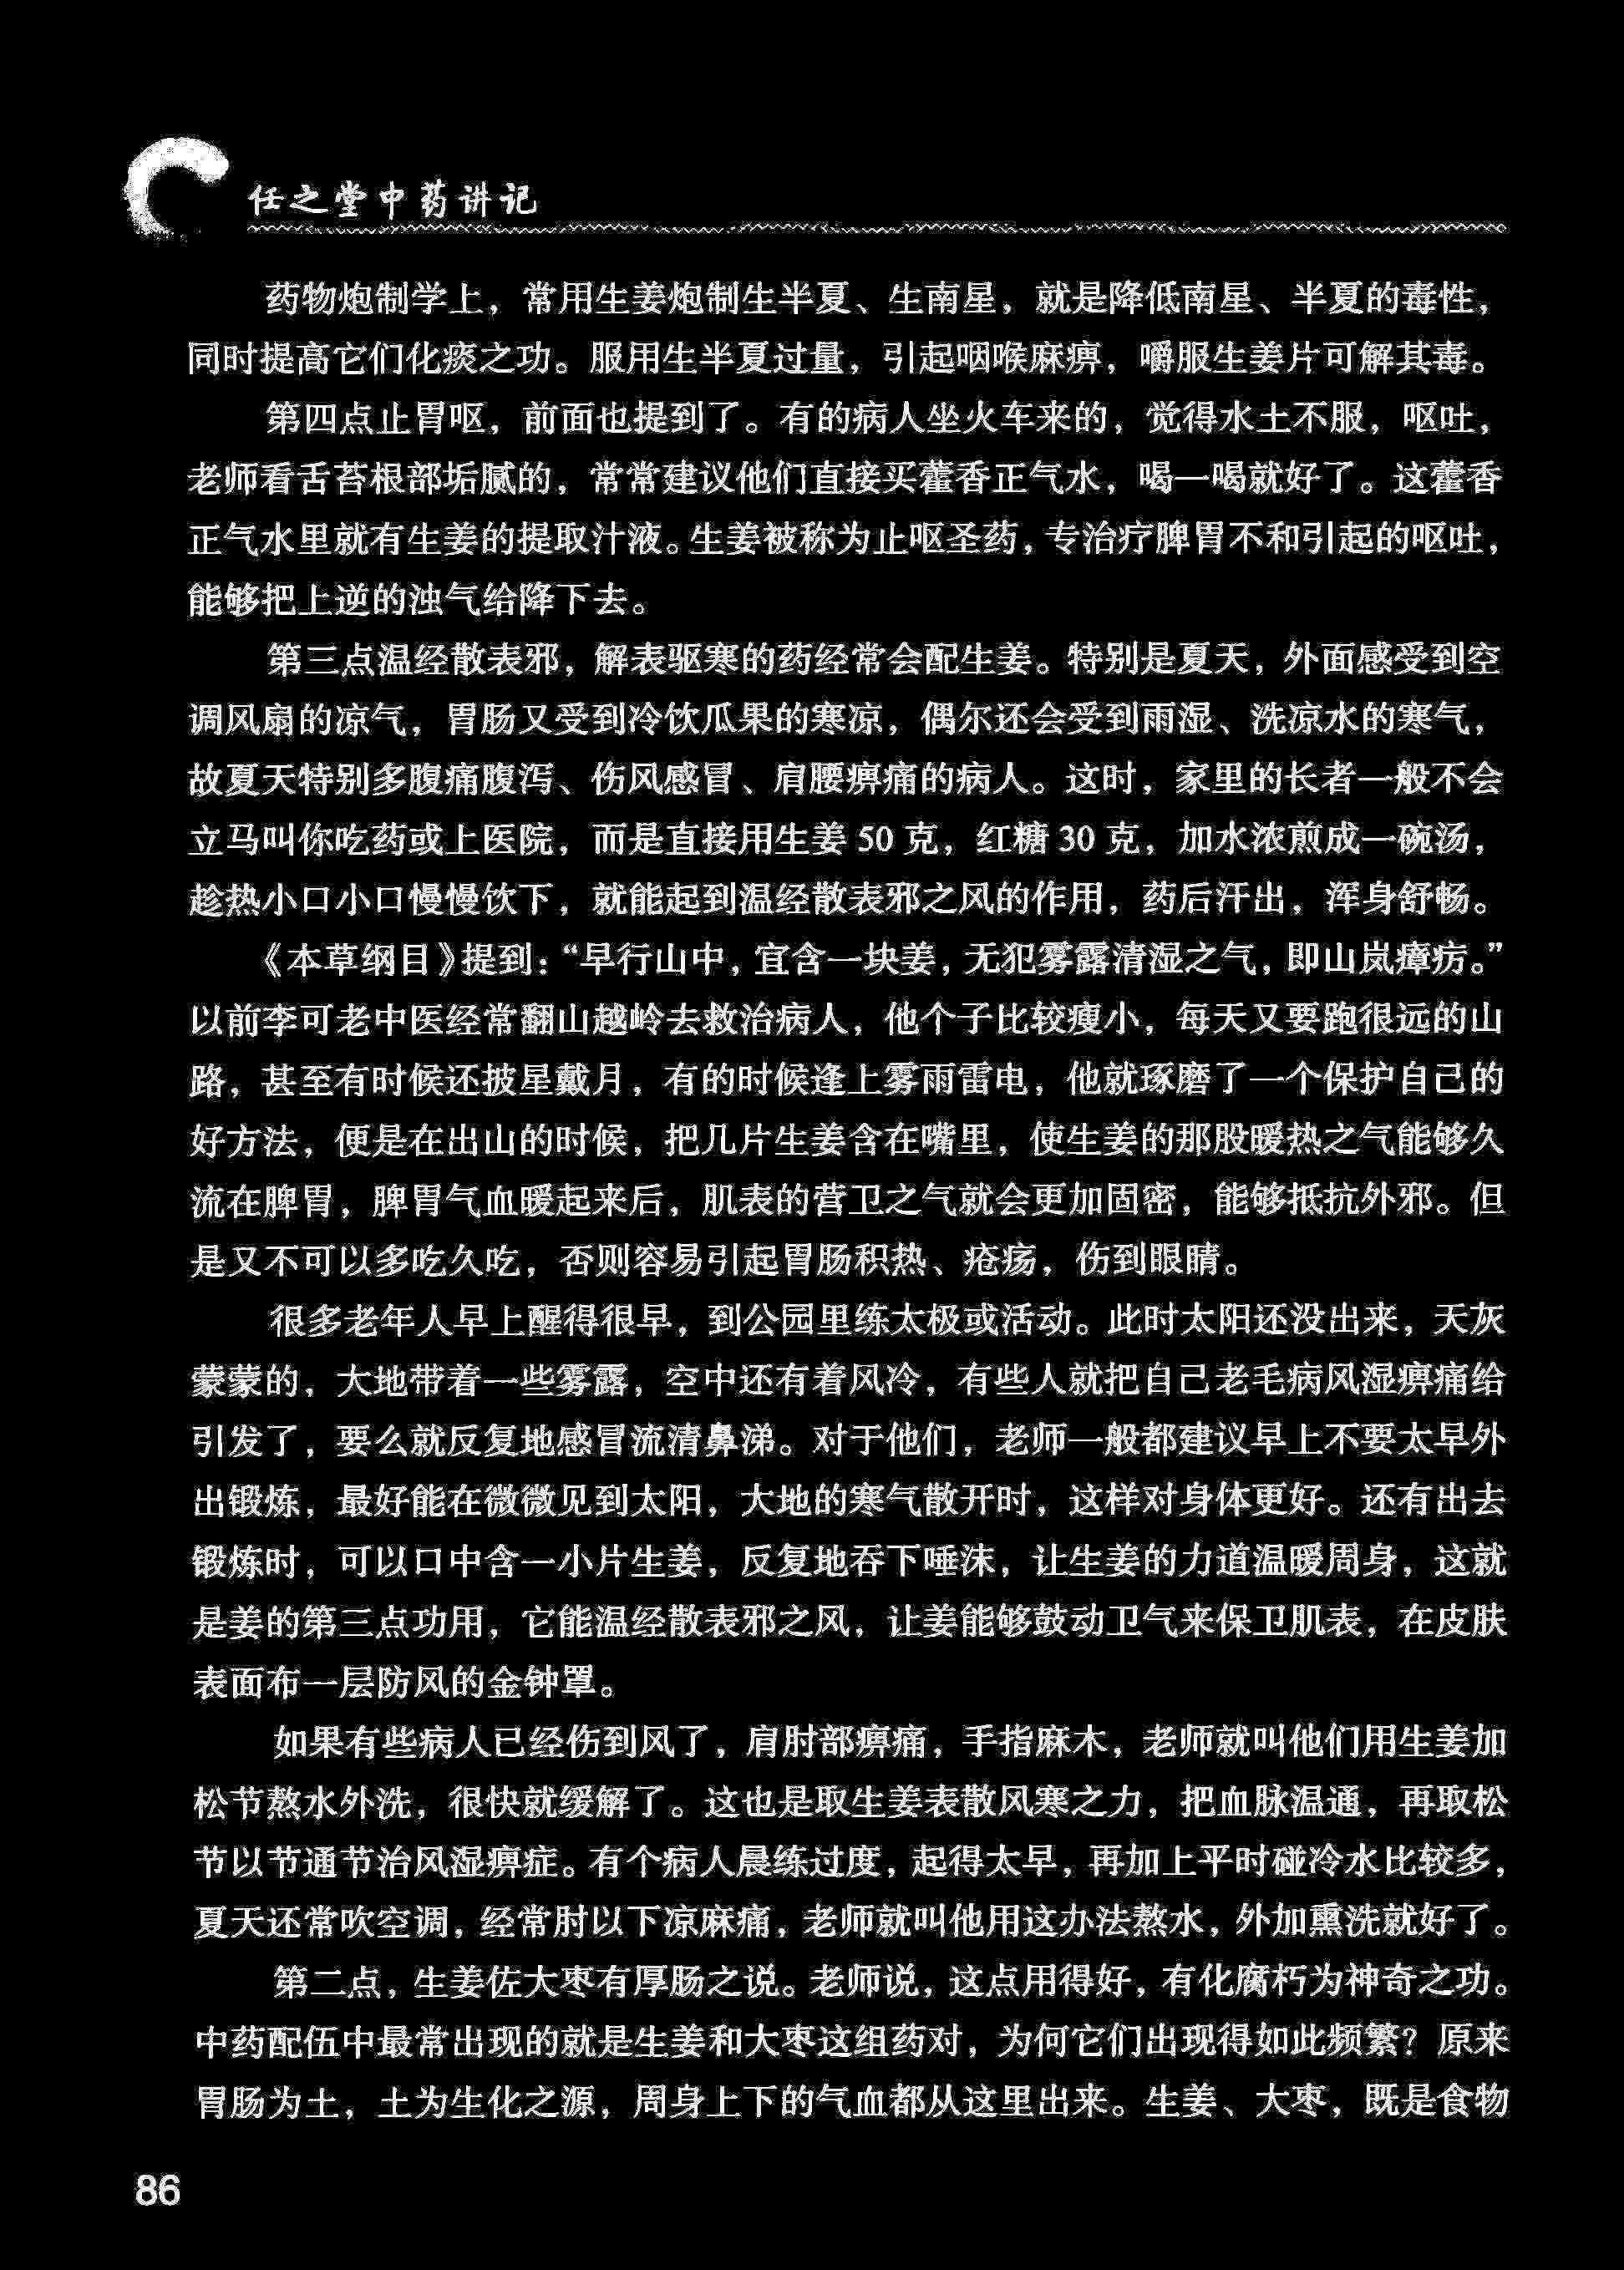 任之堂中药讲记
药物炮制学上，常用生姜炮制生半夏、生南星，就是降低南星、半夏的毒性，
同时提高它们化痰之功。服用生半夏过量，引起咽喉麻痹，嚼服生姜片可解其毒。
第四点止胃呕，前面也提到了。有的病人坐火车来的，觉得水土不服，呕吐，
老师看舌苔根部垢腻的，常常建议他们直接买藿香正气水，喝一喝就好了。这藿香
正气水里就有生姜的提取汁液。生姜被称为止呕圣药，专治疗脾胃不和引起的呕吐，
能够把上逆的浊气给降下去。
第三点温经散表邪，解表驱寒的药经常会配生姜。特别是夏天，外面感受到空
调风扇的凉气，胃肠又受到冷饮瓜果的寒凉，偶尔还会受到雨湿、洗凉水的寒气，
故夏天特别多腹痛腹泻、伤风感冒、肩腰痹痛的病人。这时，家里的长者一般不会
立马叫你吃药或上医院，而是直接用生姜50克，红糖30克，加水浓煎成一碗汤，
趁热小口小口慢慢饮下，就能起到温经散表邪之风的作用，药后汗出，浑身舒畅。
《本草纲目》提到：“早行山中，宜含一块姜，无犯雾露清湿之气，即山岚瘴疠。”
以前李可老中医经常翻山越岭去救治病人，他个子比较瘦小，每天又要跑很远的山
路，甚至有时候还披星戴月，有的时候逢上雾雨雷电，他就琢磨了一个保护自己的
好方法，便是在出山的时候，把几片生姜含在嘴里，使生姜的那股暖热之气能够久
流在脾胃，脾胃气血暖起来后，肌表的营卫之气就会更加固密，能够抵抗外邪。但
是又不可以多吃久吃，否则容易引起胃肠积热、疮疡，伤到眼睛。
很多老年人早上醒得很早，到公园里练太极或活动。此时太阳还没出来，天灰
蒙蒙的，大地带着一些雾露，空中还有着风冷，有些人就把自己老毛病风湿痹痛给
引发了，要么就反复地感冒流清鼻涕。对于他们，老师一般都建议早上不要太早外
出锻炼，最好能在微微见到太阳，大地的寒气散开时，这样对身体更好。还有出去
锻炼时，可以口中含一小片生姜，反复地吞下唾沫，让生姜的力道温暖周身，这就
是姜的第三点功用，它能温经散表邪之风，让姜能够鼓动卫气来保卫肌表，在皮肤
表面布一层防风的金钟罩。
如果有些病人已经伤到风了，肩肘部痹痛，手指麻木，老师就叫他们用生姜加
松节熬水外洗，很快就缓解了。这也是取生姜表散风寒之力，把血脉温通，再取松
节以节通节治风湿痹症。有个病人晨练过度，起得太早，再加上平时碰冷水比较多，
夏天还常吹空调，经常肘以下凉麻痛，老师就叫他用这办法熬水，外加熏洗就好了。
第二点，生姜佐大枣有厚肠之说。老师说，这点用得好，有化腐朽为神奇之功。
中药配伍中最常出现的就是生姜和大枣这组药对，为何它们出现得如此频繁？原来
胃肠为土，土为生化之源，周身上下的气血都从这里出来。生姜、大枣，既是食物
86